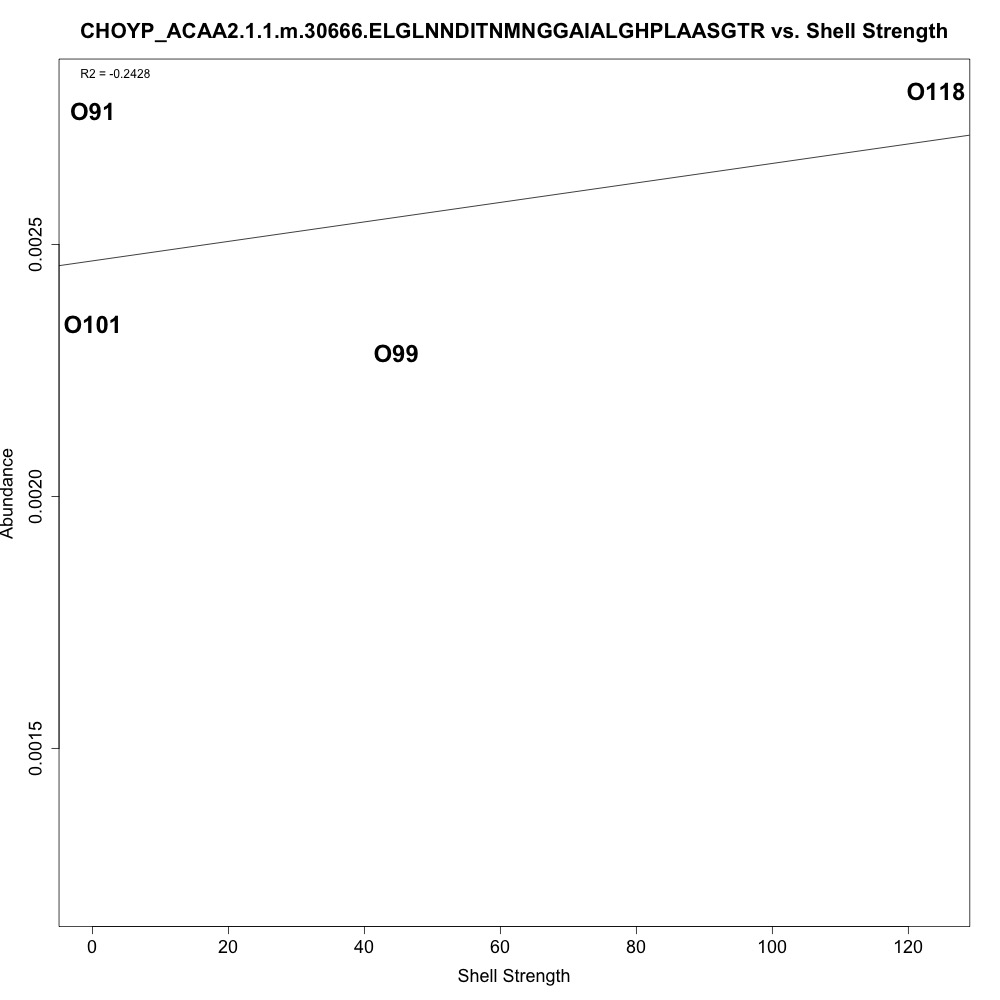 CHOYP_ACAA2.1.1.m.30666.ELGLNNDITNMNGGAIALGHPLAASGTR vs. Shell Strength
R2 = -0.2428
O118
O91
0.0025
O101
O99
0.0020
Abundance
0.0015
0 20 40 60 80 100 120
Shell Strength